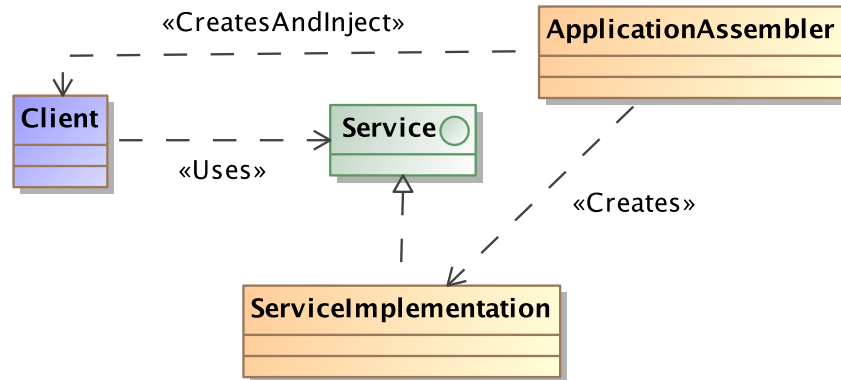 «CreatesAndInject»
ApplicationAssembler
Client
Service
«Uses»
«Creates»
ServiceImplementation